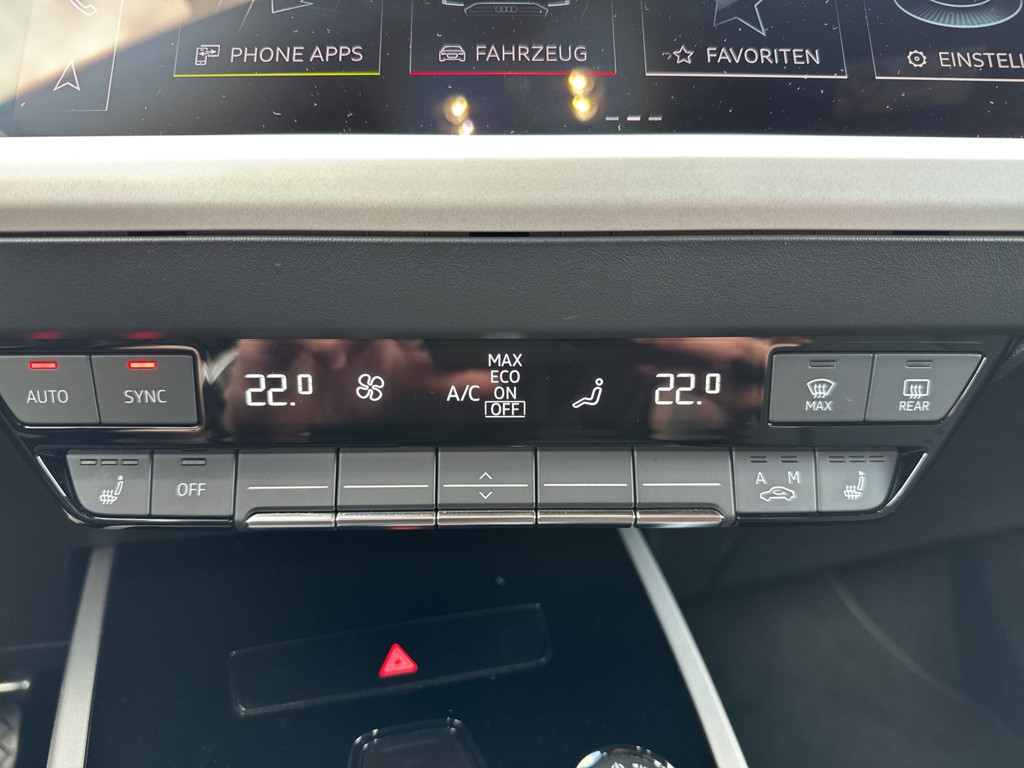 PHONE APPS
FAHRZEUG
FAVORITEN
EINSTELL
AUTO
SYNC
22.0
A/C
MAX
ECO
ON
OFF
22.0
MAX
REAR
OFF
A M